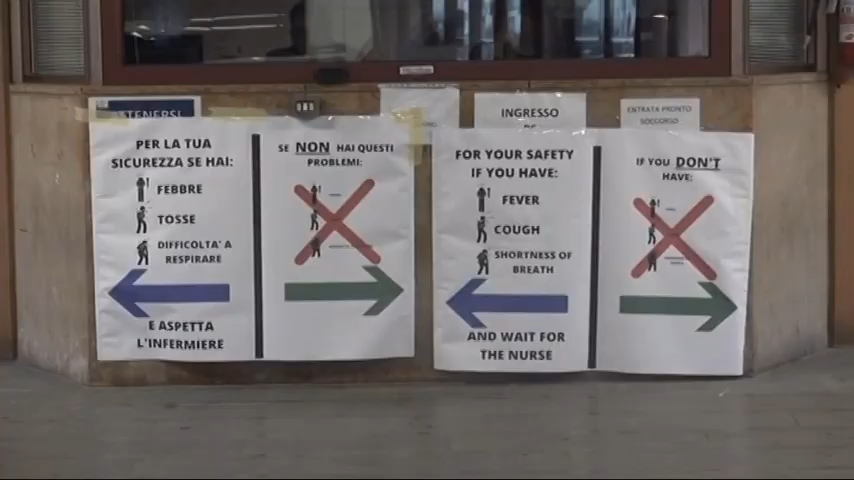 TENERSI
INGRESSO
ENTRATA PRONTO
SOCCORSO
PER LA TUA
SICUREZZA SE HAI:
FEBBRE
TOSSE
DIFFICOLTA' A
RESPIRARE
E ASPETTA
L'INFERMIERE
SE NON HAI QUESTI
PROBLEMI:
FOR YOUR SAFETY
IF YOU HAVE:
FEVER
COUGH
SHORTNESS OF
BREATH
AND WAIT FOR
THE NURSE
IF YOU DON'T
HAVE: